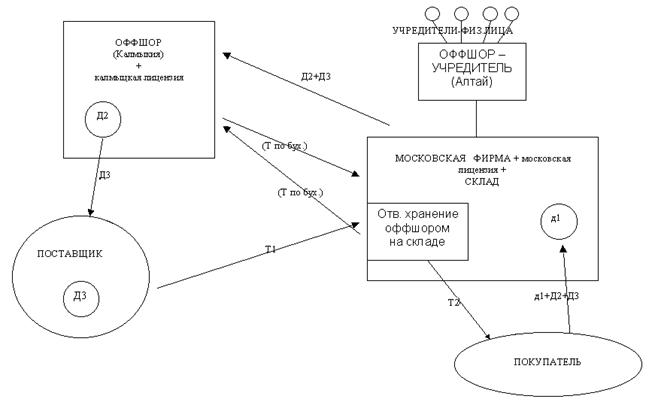 УЧРЕДИТЕЛИ-ФИЗ.ЛИЦА
ОФФШОР –
УЧРЕДИТЕЛЬ
(Алтай)
ОФФШОР
(Калмыкия)
+
калмыцкая лицензия
Д2
Д2+Д3
(Т по бух.)
(Т по бух.)
МОСКОВСКАЯ ФИРМА + московская
лицензия +
СКЛАД
Отв. хранение
оффшором
на складе
д1
Д3
ПОСТАВЩИК
Д3
Т1
Т2
д1+Д2+Д3
ПОКУПАТЕЛЬ